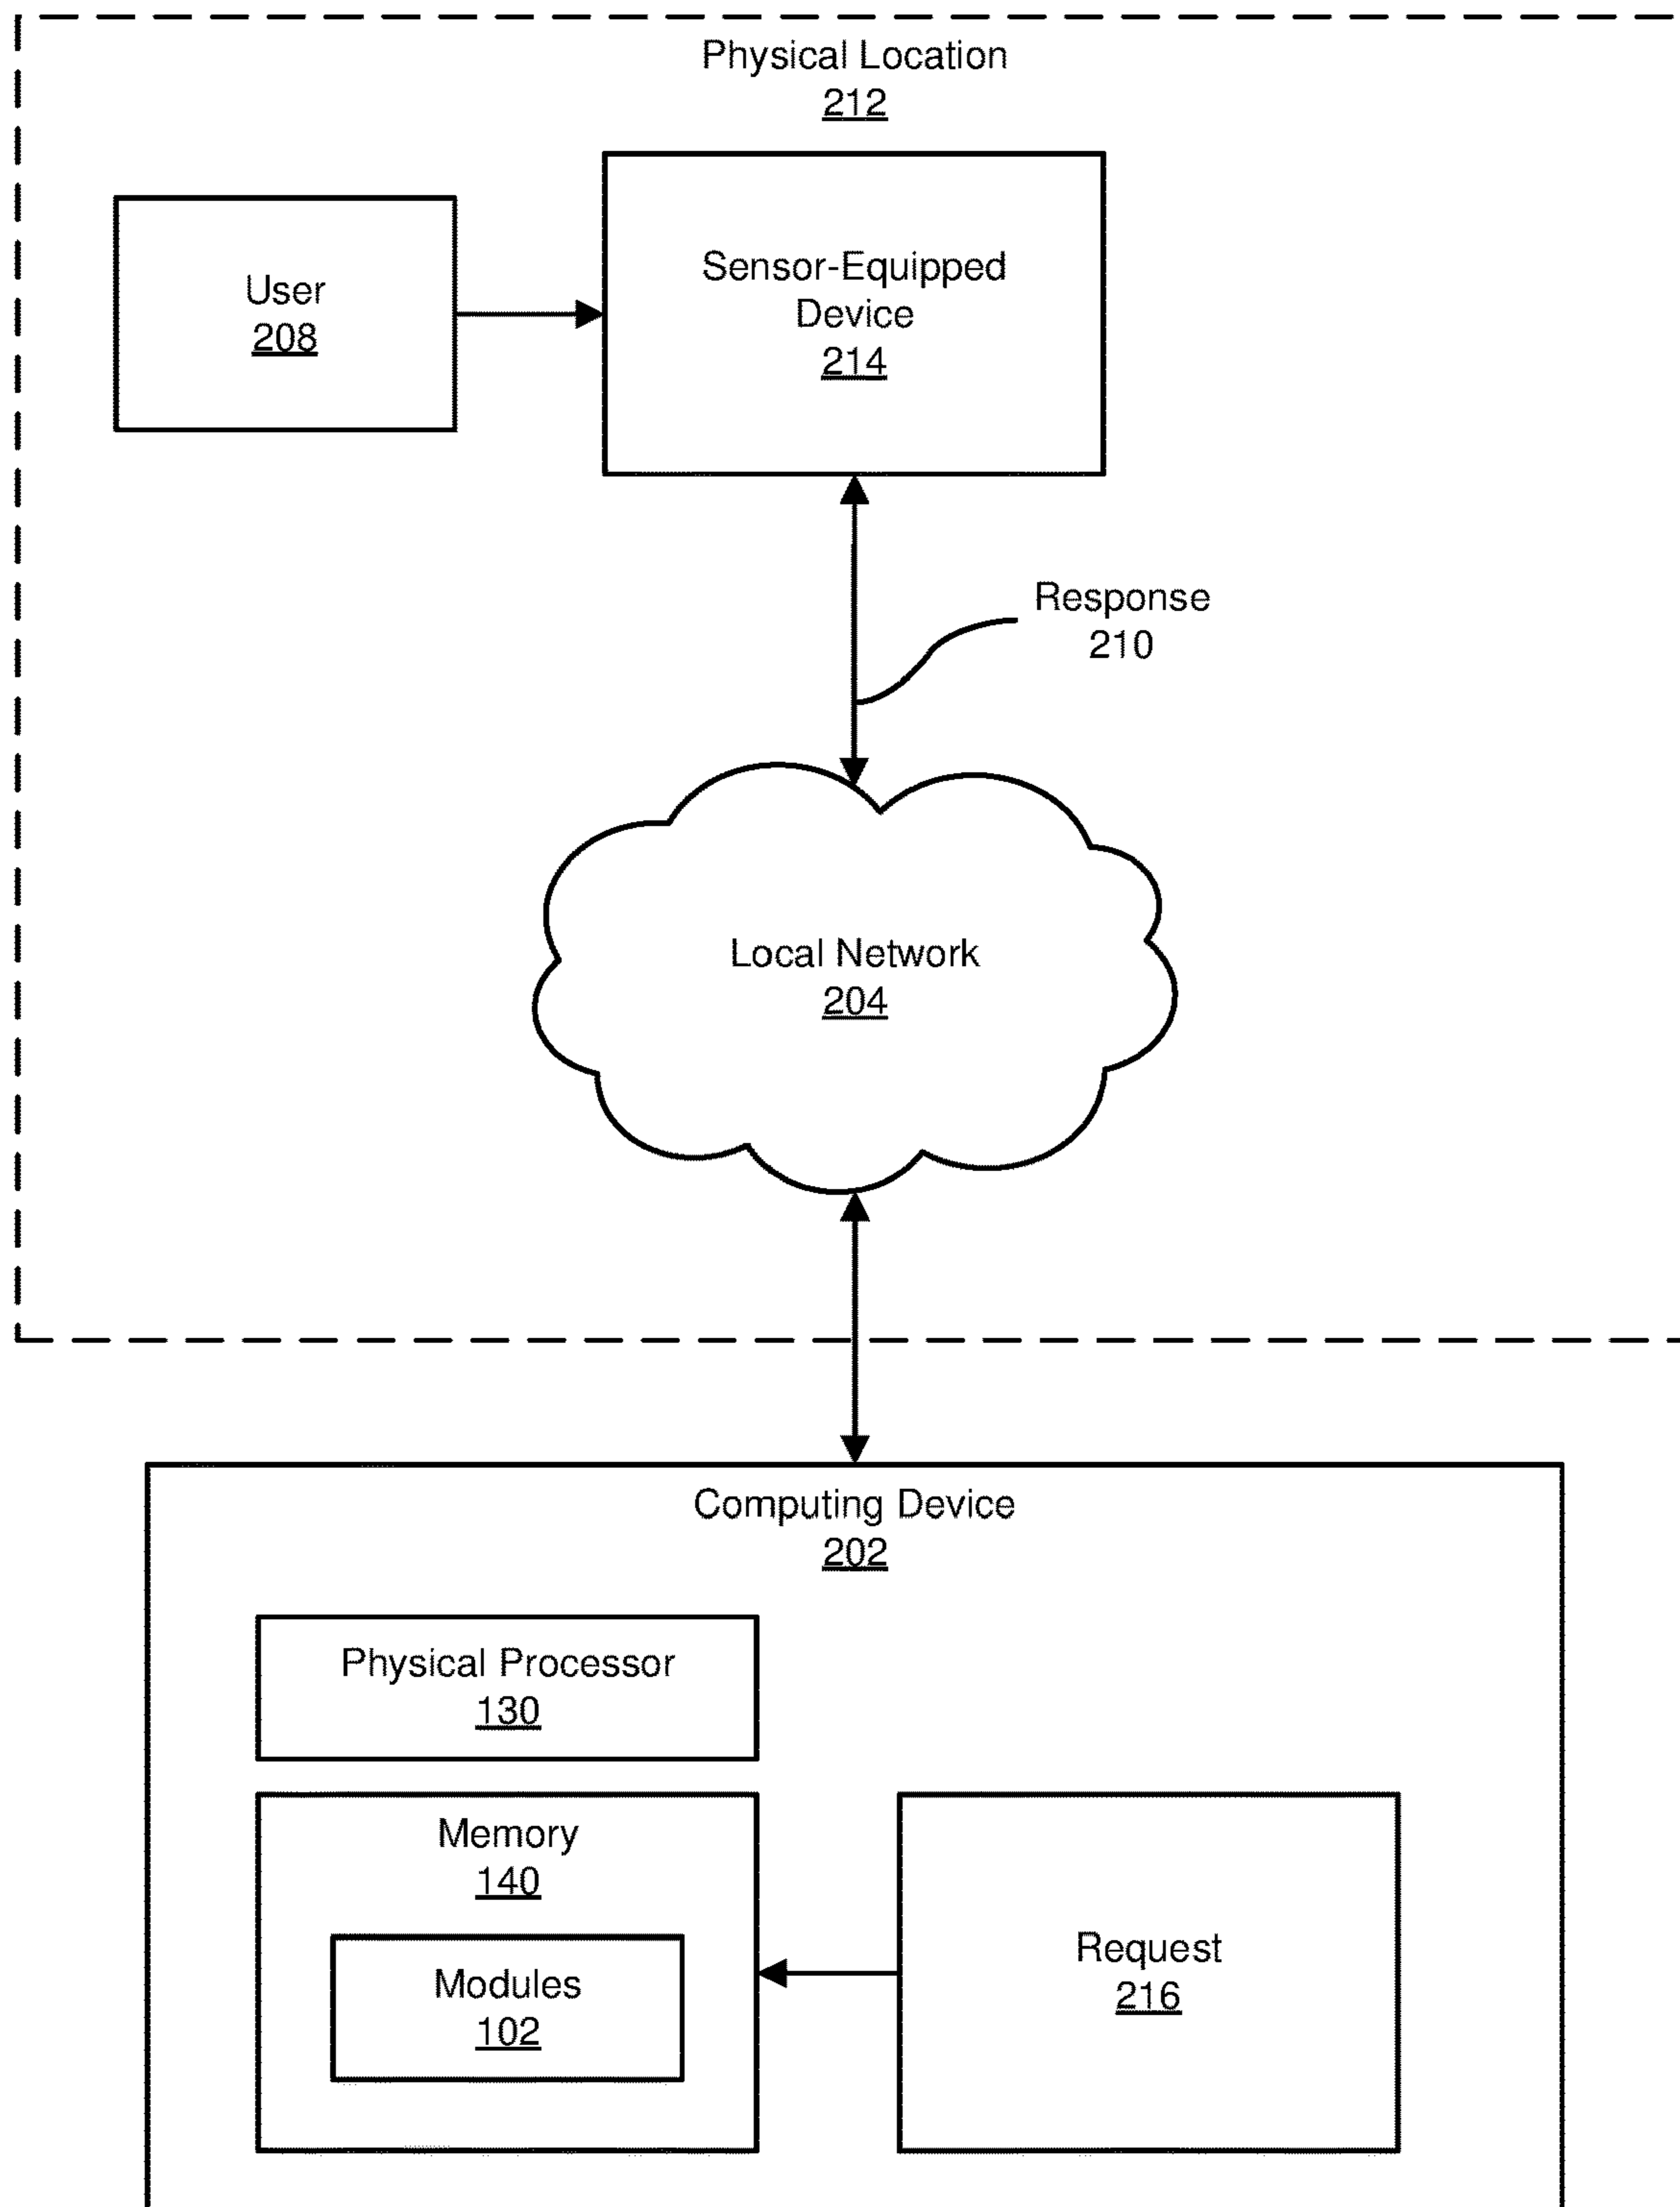 Physical Location
212
User
208
Sensor-Equipped
Device
214
Response
210
Local Network
204
Computing Device
202
Physical Processor
130
Memory
140
Modules
102
Request
216